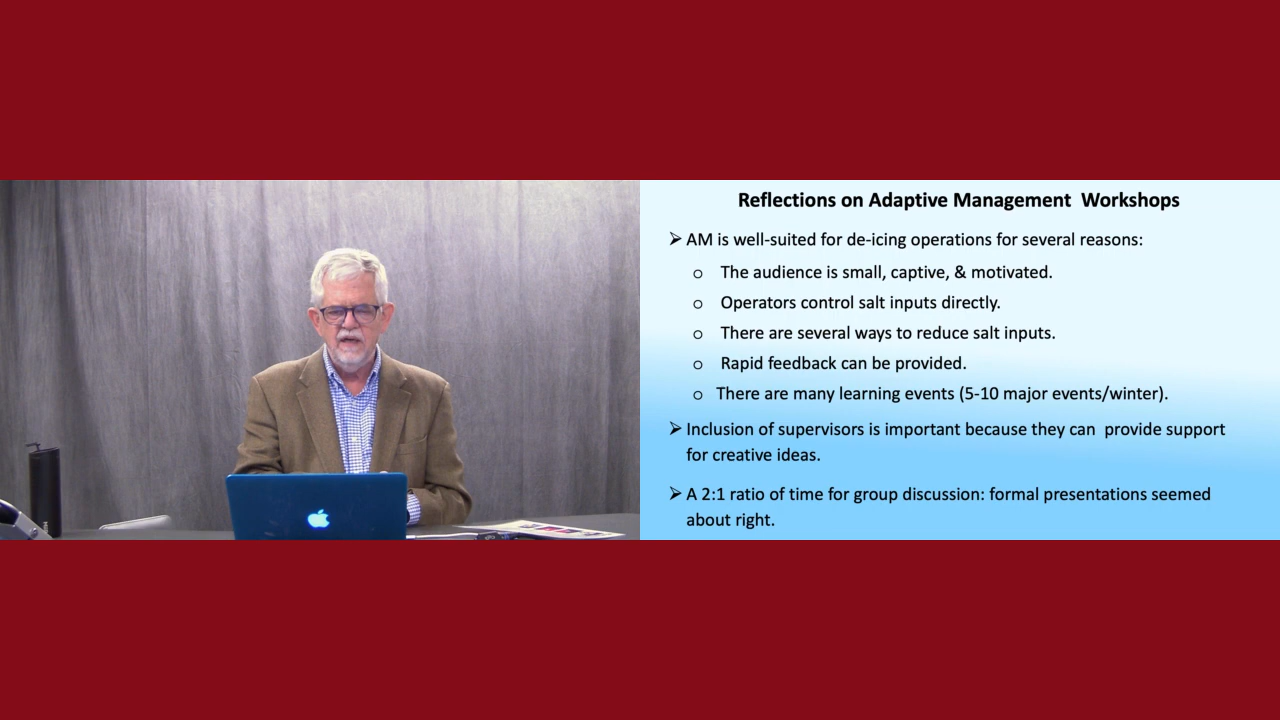 Reflections on Adaptive Management  Workshops
➢ AM is well-suited for de-icing operations for several reasons:
o The audience is small, captive, & motivated.
o Operators control salt inputs directly.
o There are several ways to reduce salt inputs.
o Rapid feedback can be provided.
o There are many learning events (5-10 major events/winter).
➢ Inclusion of supervisors is important because they can  provide support
for creative ideas.
➢ A 2:1 ratio of time for group discussion: formal presentations seemed
about right.